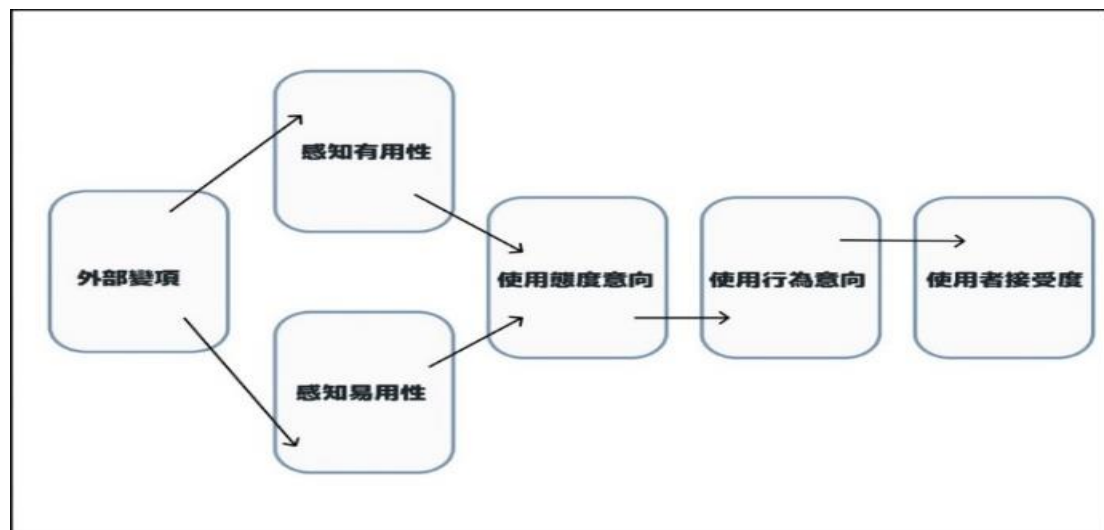 感知有用性
外部變項
使用態度意向
使用行為意向
使用者接受度
感知易用性